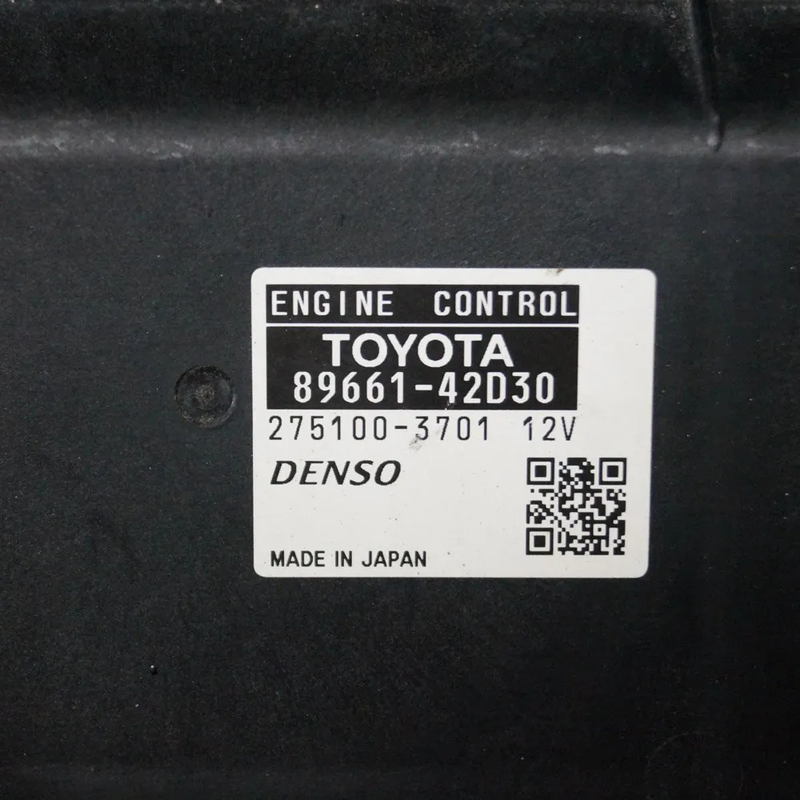 ENGINE CONTROL
TOYOTA
89661-42D30
275100-3701 12V
DENSO
MADE IN JAPAN